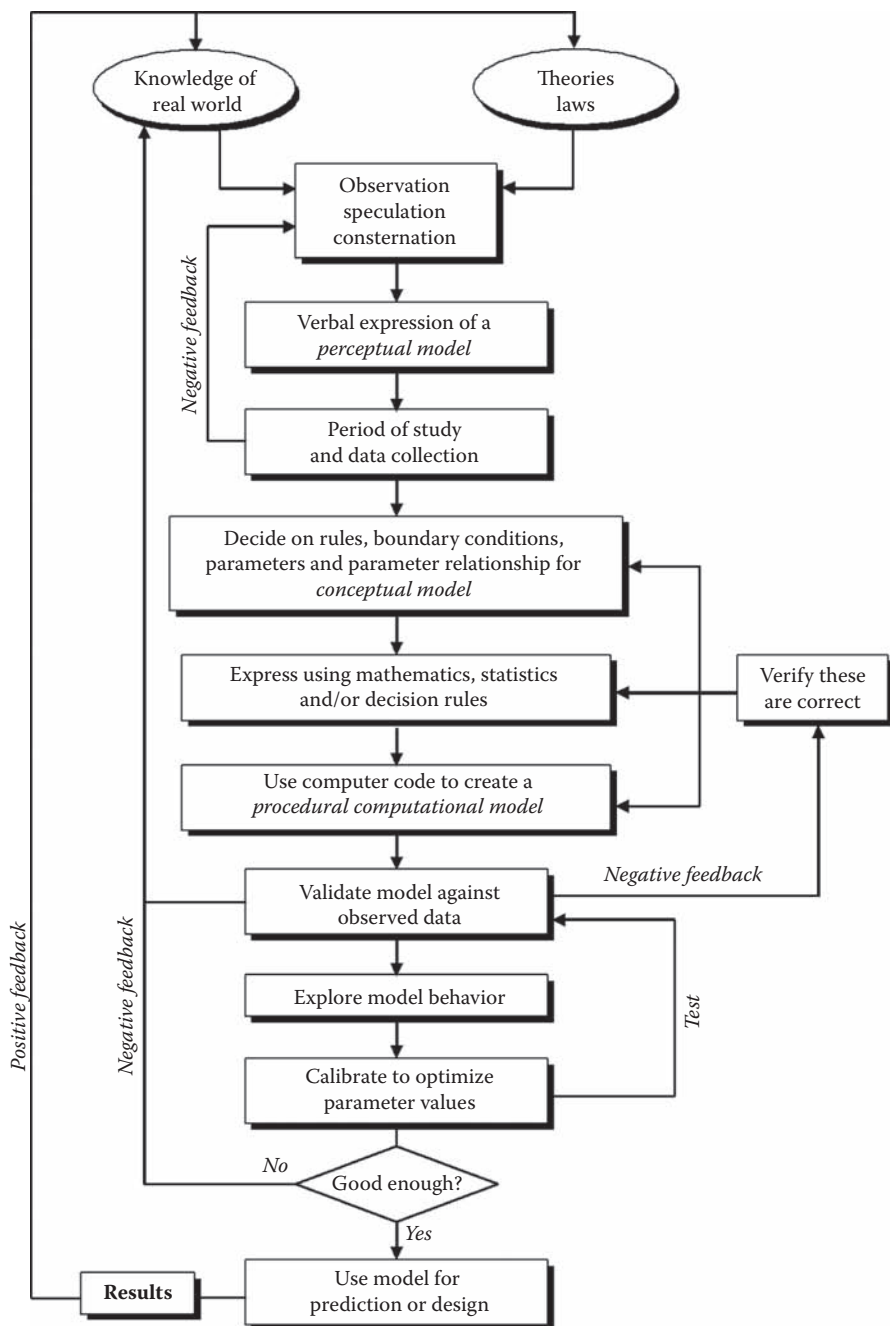 Knowledge of
real world
Theories
laws
Observation
speculation
consternation
Negative feedback
Verbal expression of a
perceptual model
Period of study
and data collection
Decide on rules, boundary conditions,
parameters and parameter relationship for
conceptual model
Express using mathematics, statistics
and/or decision rules
Verify these
are correct
Use computer code to create a
procedural computational model
Negative feedback
Validate model against
observed data
Explore model behavior
Test
Calibrate to optimize
parameter values
Positive feedback
Negative feedback
No
Good enough?
Yes
Results
Use model for
prediction or design